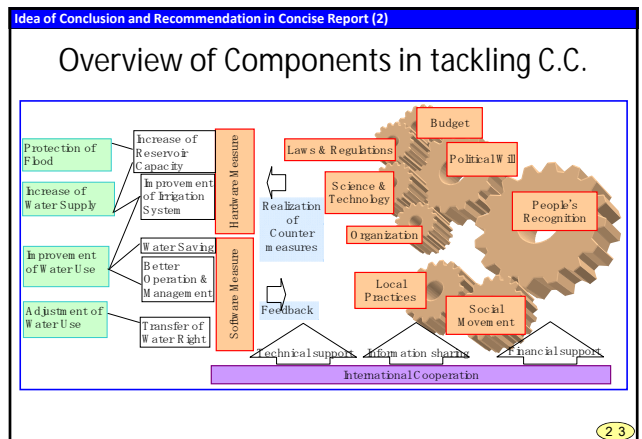 Idea of Conclusion and Recommendation in Concise Report (2)
Overview of Components in tackling C.C.
Protection of
Flood
Increase of
Water Supply
Improvement
of Water Use
Adjustment of
Water Use
Increase of
Reservoir
Capacity
Improvement
of Irrigation
System
Water Saving
Better
Operation &
Management
Transfer of
Water Right
Hardware Measure
Software Measure
Realization
of
Counter
measures
Feedback
Budget
Laws & Regulations
Political Will
Science &
Technology
People's
Recognition
Organization
Local
Practices
Social
Movement
Technical support
Information sharing
Financial support
International Cooperation
23